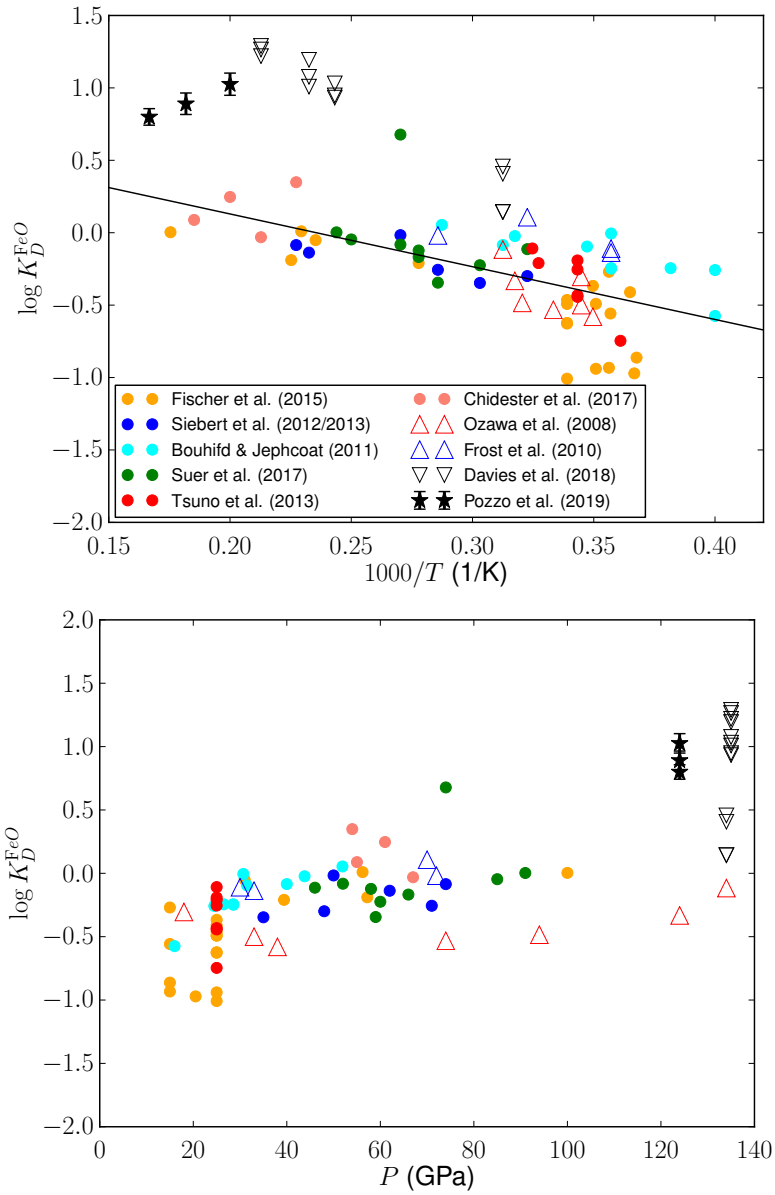 1.5
1.0
0.5
0.0
−0.5
−1.0
−1.5
−2.0
log K_D^{FeO}
Fischer et al. (2015)
Siebert et al. (2012/2013)
Bouhifd & Jephcoat (2011)
Suer et al. (2017)
Tsuno et al. (2013)
Chidester et al. (2017)
Ozawa et al. (2008)
Frost et al. (2010)
Davies et al. (2018)
Pozzo et al. (2019)
0.15 0.20 0.25 0.30 0.35 0.40
1000/T (1/K)
2.0
1.5
1.0
0.5
0.0
−0.5
−1.0
−1.5
−2.0
log K_D^{FeO}
0 20 40 60 80 100 120 140
P (GPa)